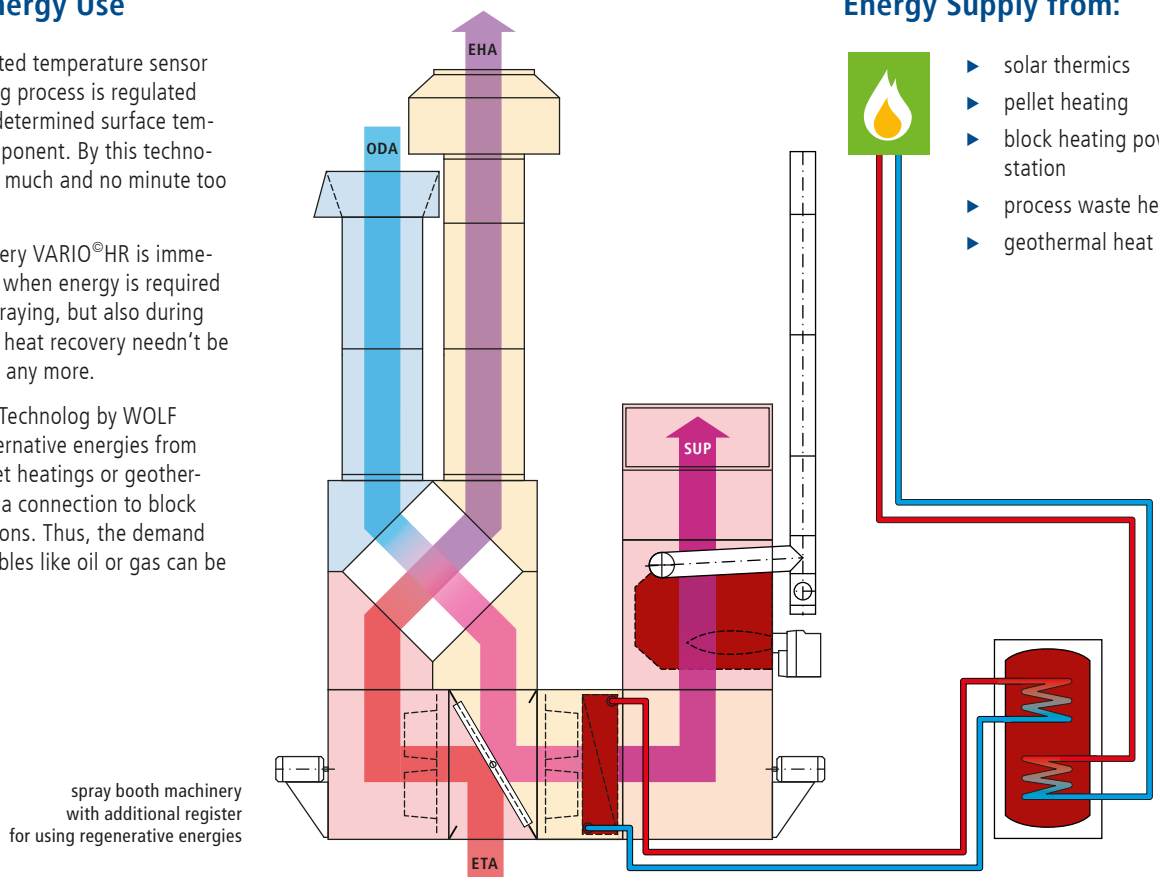 nergy Use
ted temperature sensor
g process is regulated
determined surface tem-
ponent. By this techno-
much and no minute too
ery VARIO©HR is imme-
when energy is required
raying, but also during
heat recovery needn't be
any more.
Technolog by WOLF
ernative energies from
et heatings or geother-
a connection to block
ons. Thus, the demand
bles like oil or gas can be
spray booth machinery
with additional register
for using regenerative energies
EHA
ODA
SUP
ETA
Energy Supply from:
▶ solar thermics
▶ pellet heating
▶ block heating pow
station
▶ process waste he
▶ geothermal heat